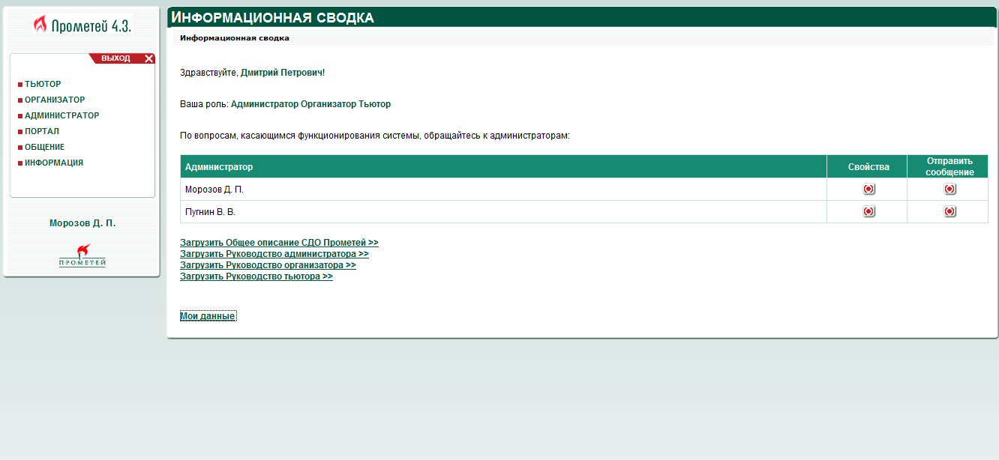 Прометей 4.3.
ВЫХОД
ТЬЮТОР
ОРГАНИЗАТОР
АДМИНИСТРАТОР
ПОРТАЛ
ОБЩЕНИЕ
ИНФОРМАЦИЯ
Морозов Д. П.
ПРОМЕТЕЙ
ИНФОРМАЦИОННАЯ СВОДКА
Информационная сводка
Здравствуйте, Дмитрий Петрович!
Ваша роль: Администратор Организатор Тьютор
По вопросам, касающимся функционирования системы, обращайтесь к администраторам:
Администратор Свойства Отправить сообщение
Морозов Д. П.
Пугнин В. В.
Загрузить Общее описание СДО Прометей >>
Загрузить Руководство администратора >>
Загрузить Руководство организатора >>
Загрузить Руководство тьютора >>
Мои данные